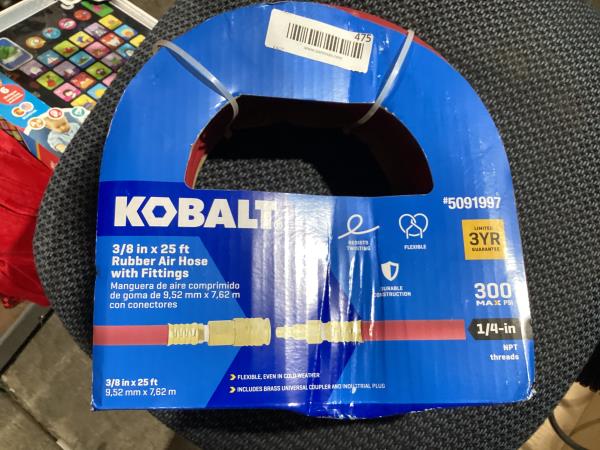 475
KOBALT
#5091997
3/8 in x 25 ft
Rubber Air Hose
with Fittings
Manguera de aire comprimido
de goma de 9,52 mm x 7,62 m
con conectores
RESISTS
TWISTING
FLEXIBLE
DURABLE
CONSTRUCTION
LIMITED
3YR
GUARANTEE
300
MAX PSI
1/4-in
NPT
threads
3/8 in x 25 ft
9,52 mm x 7,62 m
FLEXIBLE, EVEN IN COLD WEATHER
INCLUDES BRASS UNIVERSAL COUPLER AND INDUSTRIAL PLUG